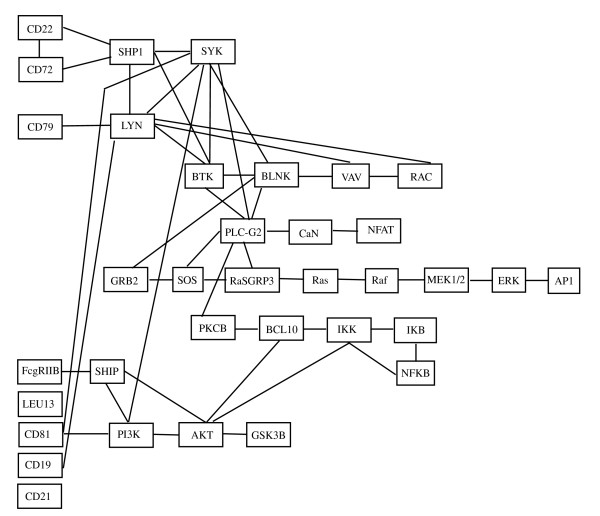 CD22
SHP1
SYK
CD72
CD79
LYN
BTK
BLNK
VAV
RAC
PLC-G2
CaN
NFAT
GRB2
SOS
RaSGRP3
Ras
Raf
MEK1/2
ERK
AP1
PKCB
BCL10
IKK
IKB
FcgRIIB
SHIP
NFKB
LEU13
CD81
PI3K
AKT
GSK3B
CD19
CD21